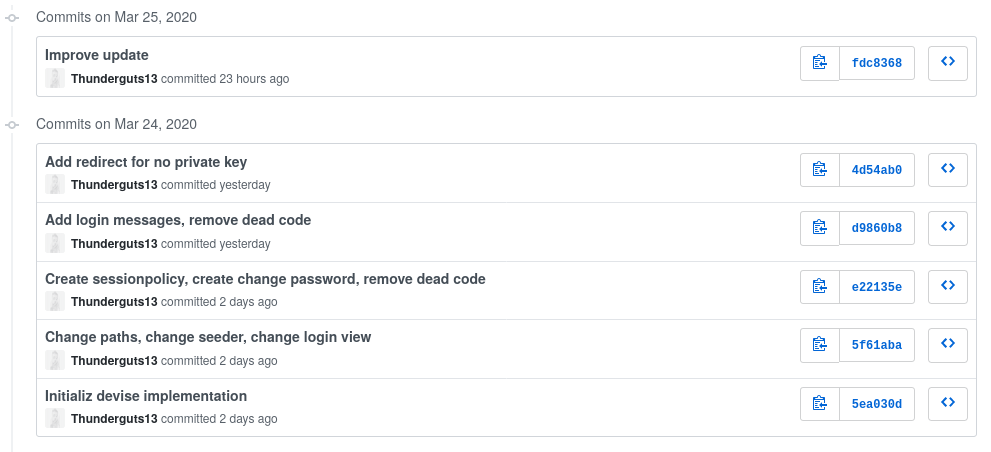 Commits on Mar 25, 2020
Improve update
Thunderguts13 committed 23 hours ago
fdc8368
Commits on Mar 24, 2020
Add redirect for no private key
Thunderguts13 committed yesterday
4d54ab0
Add login messages, remove dead code
Thunderguts13 committed yesterday
d9860b8
Create sessionpolicy, create change password, remove dead code
Thunderguts13 committed 2 days ago
e22135e
Change paths, change seeder, change login view
Thunderguts13 committed 2 days ago
5f61aba
Initializ devise implementation
Thunderguts13 committed 2 days ago
5ea030d